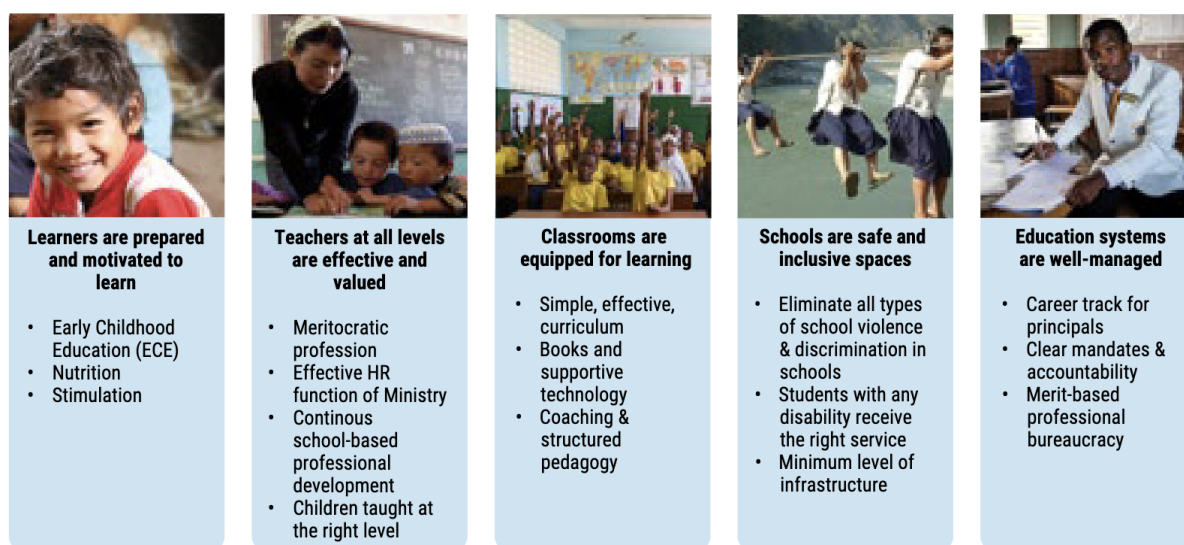 Learners are prepared
and motivated to
learn
• Early Childhood
Education (ECE)
• Nutrition
• Stimulation
Teachers at all levels
are effective and
valued
• Meritocratic
profession
• Effective HR
function of Ministry
• Continous
school-based
professional
development
• Children taught at
the right level
Classrooms are
equipped for learning
• Simple, effective,
curriculum
• Books and
supportive
technology
• Coaching &
structured
pedagogy
Schools are safe and
inclusive spaces
• Eliminate all types
of school violence
& discrimination in
schools
• Students with any
disability receive
the right service
• Minimum level of
infrastructure
Education systems
are well-managed
• Career track for
principals
• Clear mandates &
accountability
• Merit-based
professional
bureaucracy